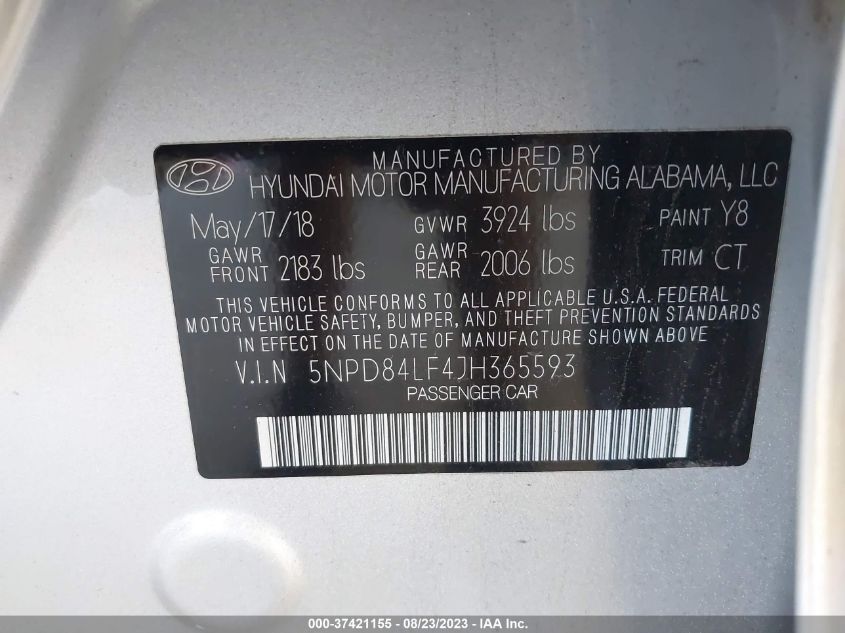 MANUFACTURED BY
HYUNDAI MOTOR MANUFACTURING ALABAMA, LLC
May/17/18 GVWR 3924 lbs PAINT Y8
GAWR FRONT 2183 lbs GAWR REAR 2006 lbs TRIM CT
THIS VEHICLE CONFORMS TO ALL APPLICABLE U.S.A. FEDERAL
MOTOR VEHICLE SAFETY, BUMPER, AND THEFT PREVENTION STANDARDS
IN EFFECT ON THE DATE OF MANUFACTURE SHOWN ABOVE.
V.I.N 5NPD84LF4JH365593
PASSENGER CAR
000-37421155 - 08/23/2023 - IAA Inc.